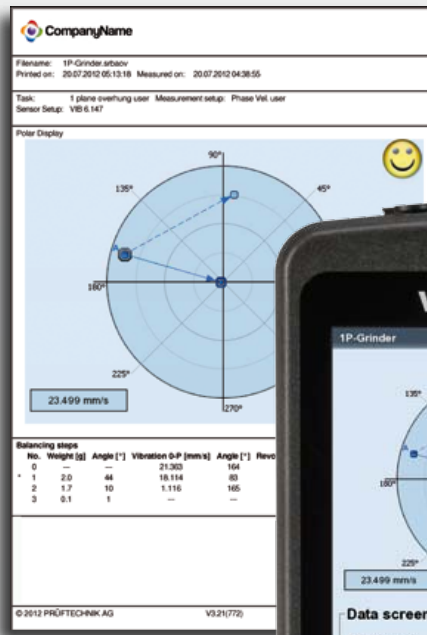 CompanyName
Filename: 1P-Grinder.srbaov
Printed on: 20.07.2012 05:13:18 Measured on: 20.07.2012 04:38:55
Task: 1 plane overhung user Measurement setup: Phase Vel. user
Sensor Setup: VIB 6.147
Polar Display
90°
135°
45°
180°
225°
270°
23.499 mm/s
Balancing steps
No. Weight [g] Angle [°] Vibration 0-P [mm/s] Angle [°] Revo
0 --- --- 21.363 164
* 1 2.0 44 18.114 83
2 1.7 10 1.116 165
3 0.1 1 --- ---
© 2012 PRÜFTECHNIK AG V3.21(772)
1P-Grinder
135°
180°
225°
23.499 mm/s
Data screen